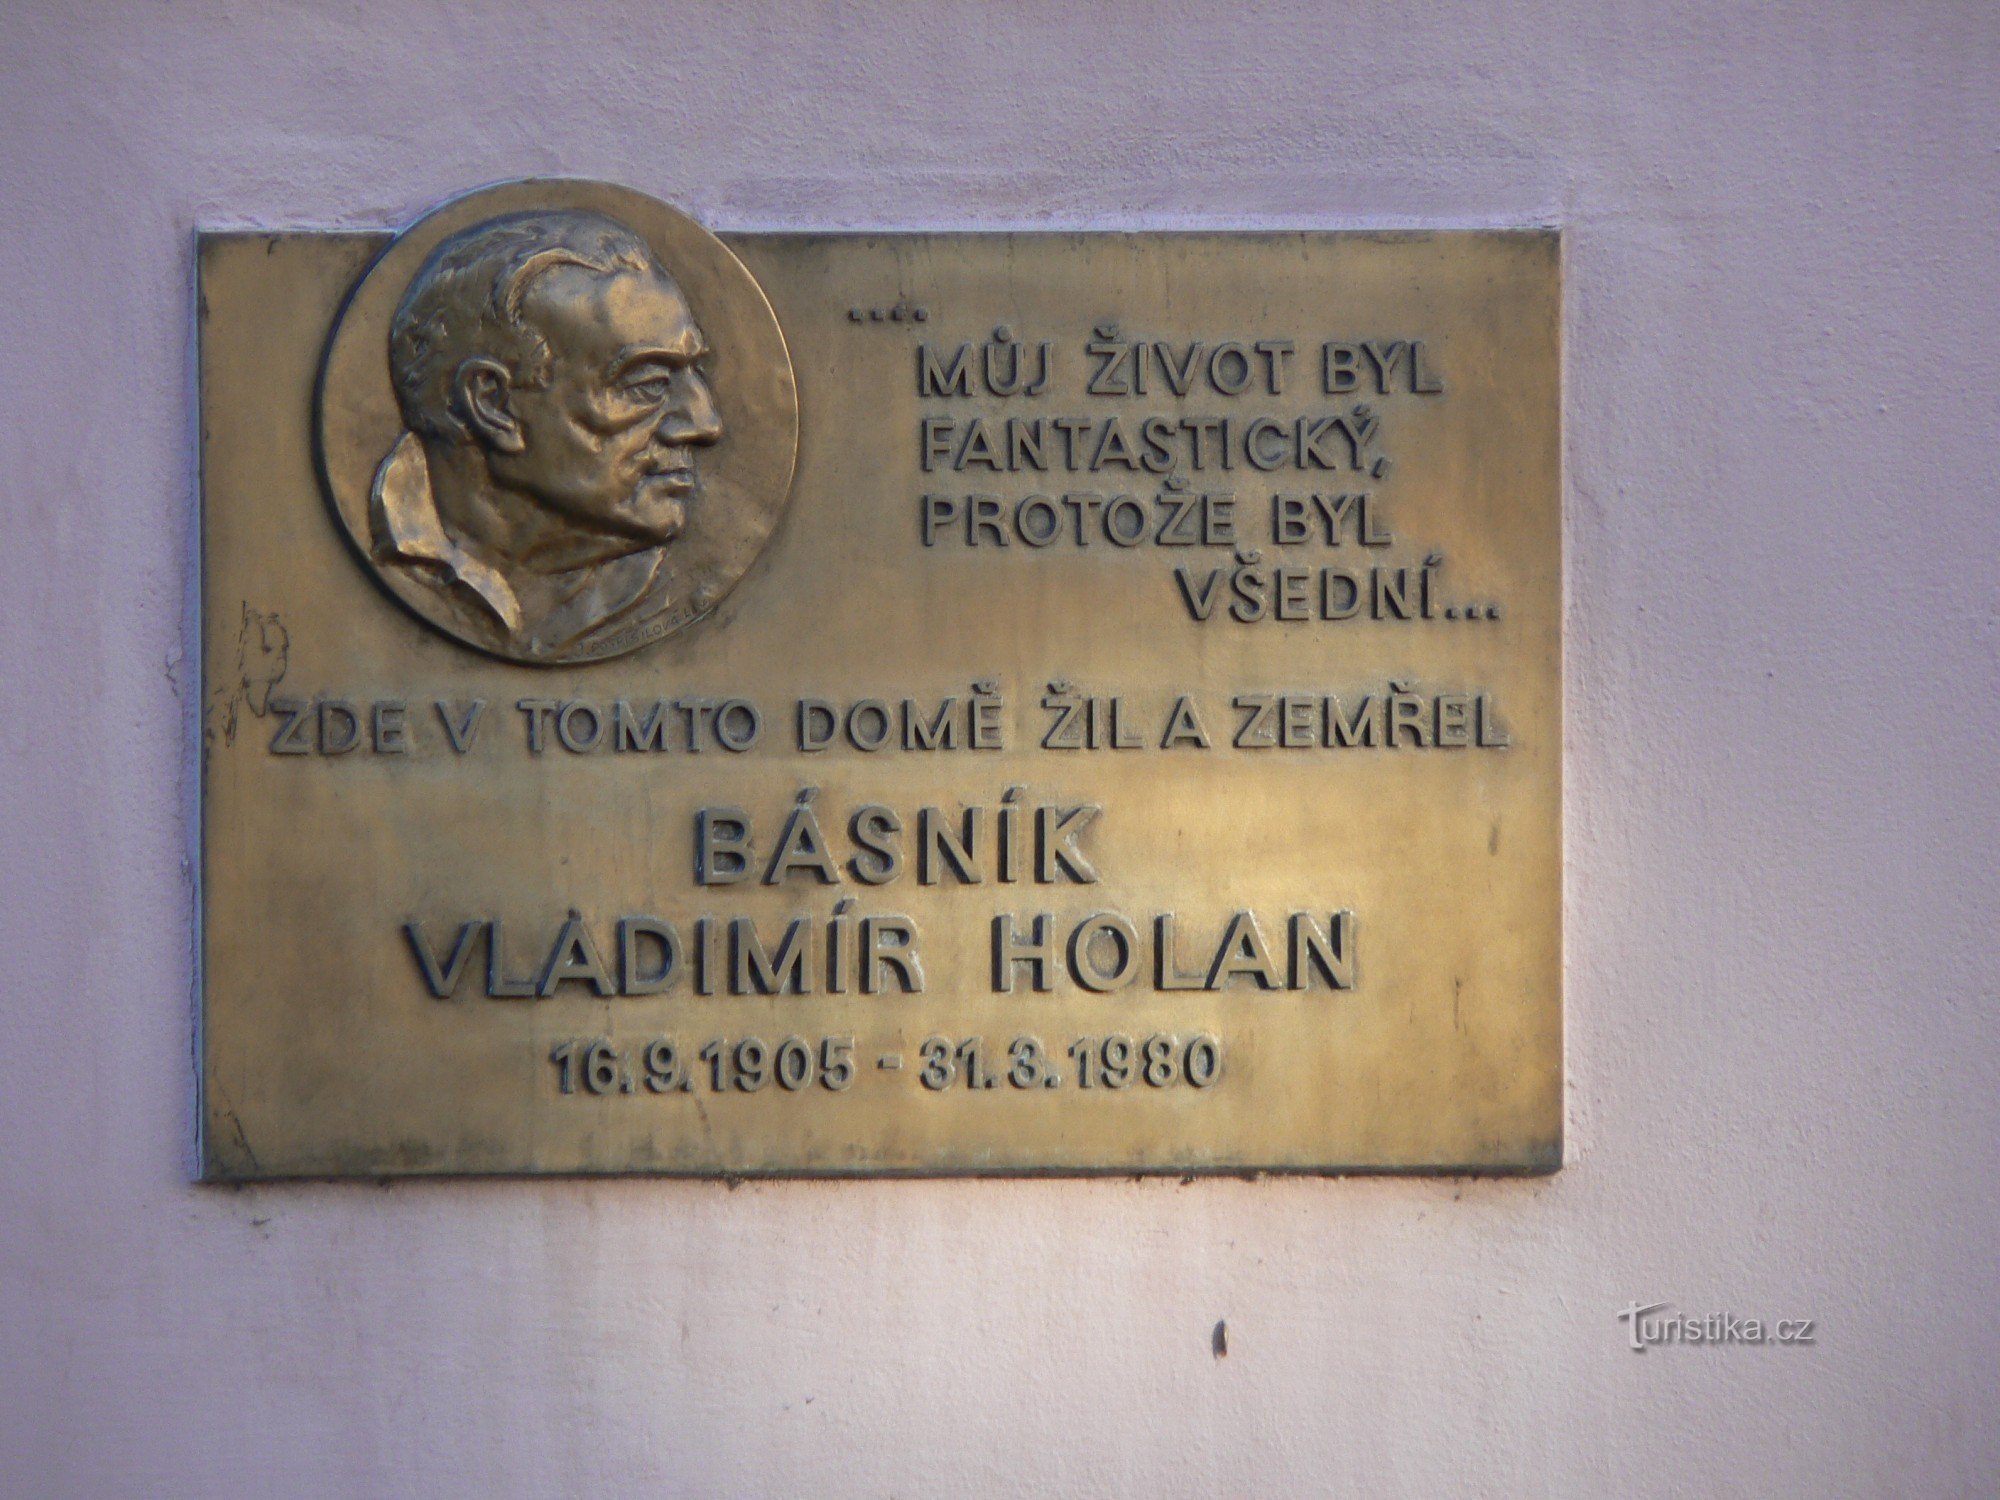 ....
MŮJ ŽIVOT BYL
FANTASTICKÝ,
PROTOŽE BYL
VŠEDNÍ...
ZDE V TOMTO DOMĚ ŽIL A ZEMŘEL
BÁSNÍK
VLADIMÍR HOLAN
16.9.1905 - 31.3.1980
Turistika.cz